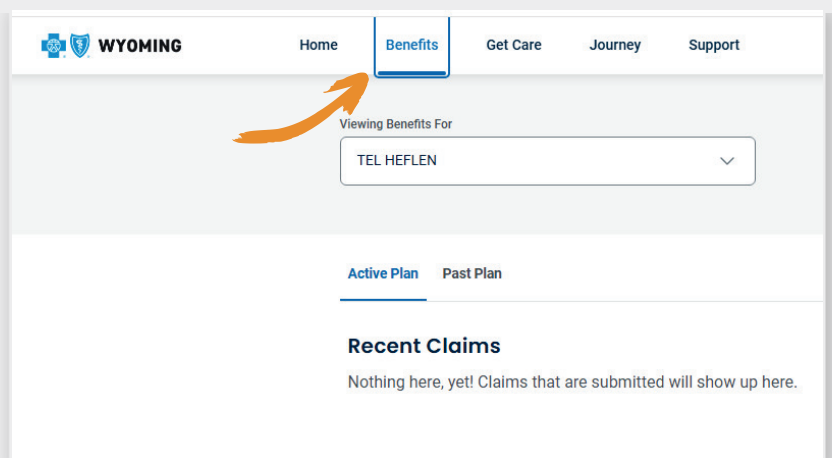 WYOMING Home Benefits Get Care Journey Support
Viewing Benefits For
TEL HEFLEN
Active Plan Past Plan
Recent Claims
Nothing here, yet! Claims that are submitted will show up here.